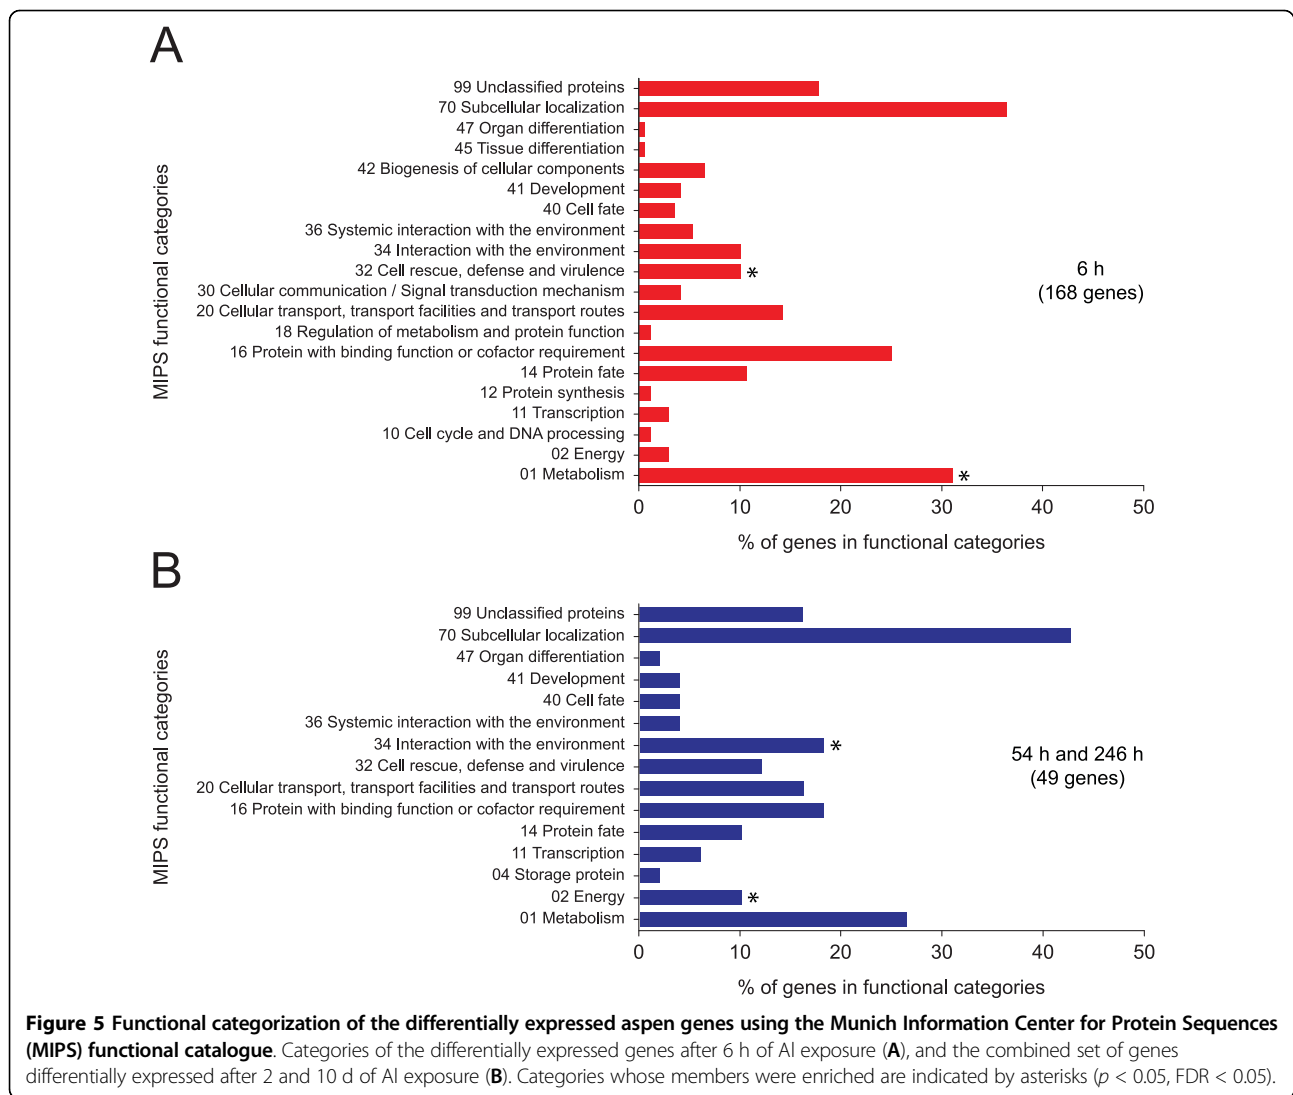 A
MIPS functional categories
99 Unclassified proteins
70 Subcellular localization
47 Organ differentiation
45 Tissue differentiation
42 Biogenesis of cellular components
41 Development
40 Cell fate
36 Systemic interaction with the environment
34 Interaction with the environment
32 Cell rescue, defense and virulence *
30 Cellular communication / Signal transduction mechanism
20 Cellular transport, transport facilities and transport routes
18 Regulation of metabolism and protein function
16 Protein with binding function or cofactor requirement
14 Protein fate
12 Protein synthesis
11 Transcription
10 Cell cycle and DNA processing
02 Energy
01 Metabolism *
6 h
(168 genes)
0 10 20 30 40 50
% of genes in functional categories
B
MIPS functional categories
99 Unclassified proteins
70 Subcellular localization
47 Organ differentiation
41 Development
40 Cell fate
36 Systemic interaction with the environment
34 Interaction with the environment *
32 Cell rescue, defense and virulence
20 Cellular transport, transport facilities and transport routes
16 Protein with binding function or cofactor requirement
14 Protein fate
11 Transcription
04 Storage protein
02 Energy *
01 Metabolism
54 h and 246 h
(49 genes)
0 10 20 30 40 50
% of genes in functional categories
Figure 5 Functional categorization of the differentially expressed aspen genes using the Munich Information Center for Protein Sequences
(MIPS) functional catalogue. Categories of the differentially expressed genes after 6 h of Al exposure (A), and the combined set of genes
differentially expressed after 2 and 10 d of Al exposure (B). Categories whose members were enriched are indicated by asterisks (p < 0.05, FDR < 0.05).